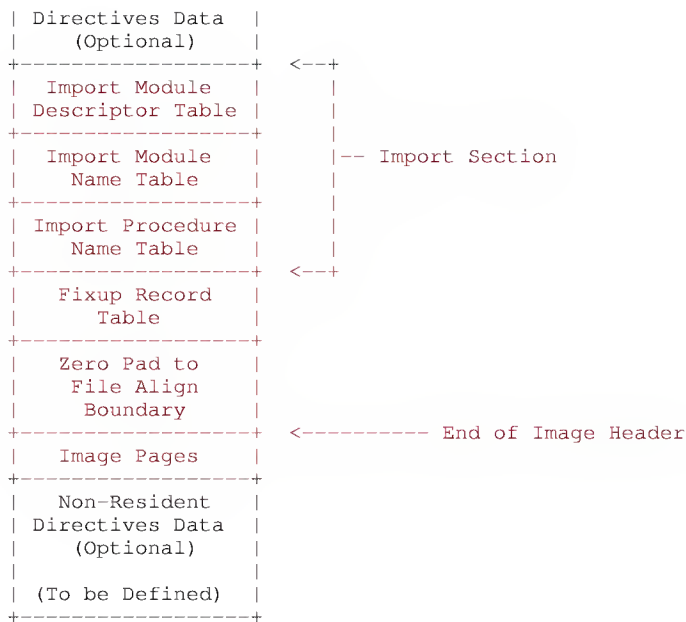 | Directives Data  |
|    (Optional)    |
+------------------+  <--+
|  Import Module   |     |
| Descriptor Table |     |
+------------------+     |
|  Import Module   |     |-- Import Section
|    Name Table    |     |
+------------------+     |
| Import Procedure |     |
|    Name Table    |     |
+------------------+  <--+
|   Fixup Record   |
|      Table       |
+------------------+
|   Zero Pad to    |
|    File Align    |
|     Boundary     |
+------------------+  <---------- End of Image Header
|   Image Pages    |
+------------------+
|   Non-Resident   |
| Directives Data  |
|    (Optional)    |
|                  |
| (To be Defined)  |
+------------------+